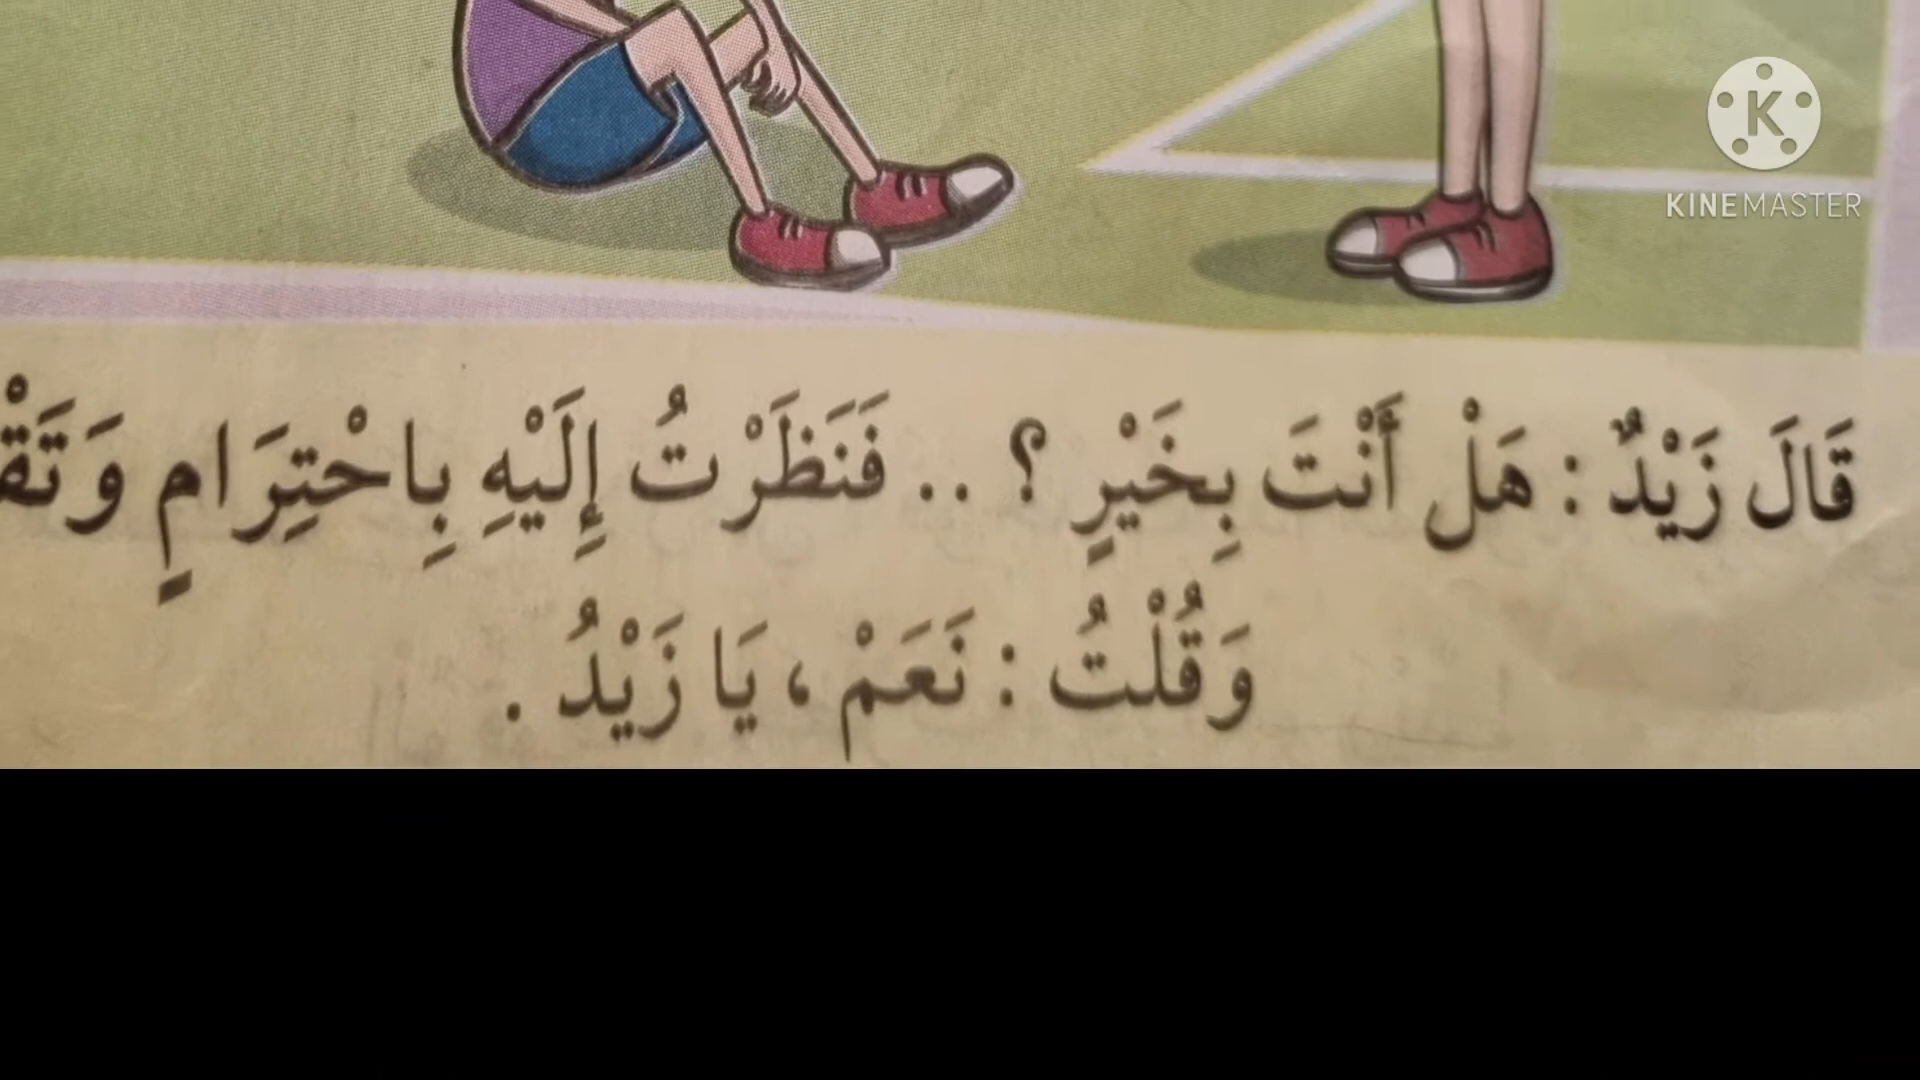 KINEMASTER
قَالَ زَيْدٌ : هَلْ أَنْتَ بِخَيْرٍ ؟ .. فَنَظَرْتُ إِلَيْهِ بِاحْتِرَامٍ
وَقُلْتُ : نَعَمْ ، يَا زَيْدُ .